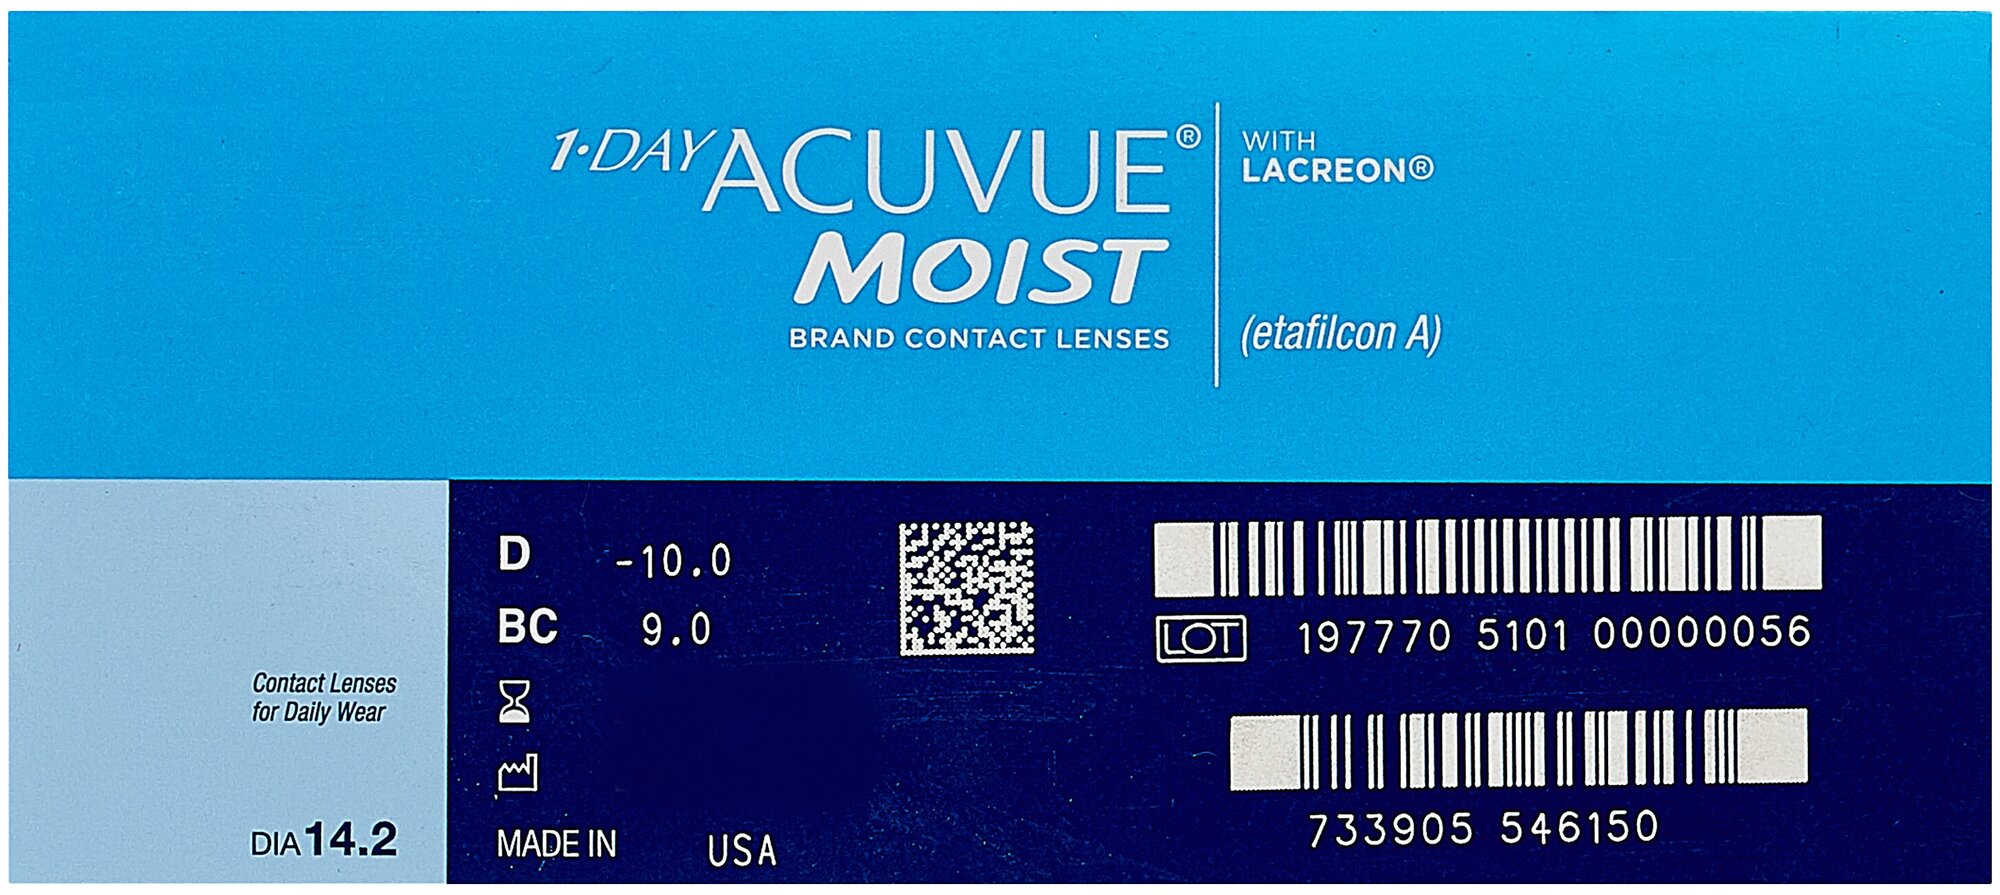 1·DAY ACUVUE® MOIST
BRAND CONTACT LENSES
WITH
LACREON®
(etafilcon A)
Contact Lenses
for Daily Wear
DIA 14.2
D -10.0
BC 9.0
MADE IN USA
LOT 197770 5101 00000056
733905 546150